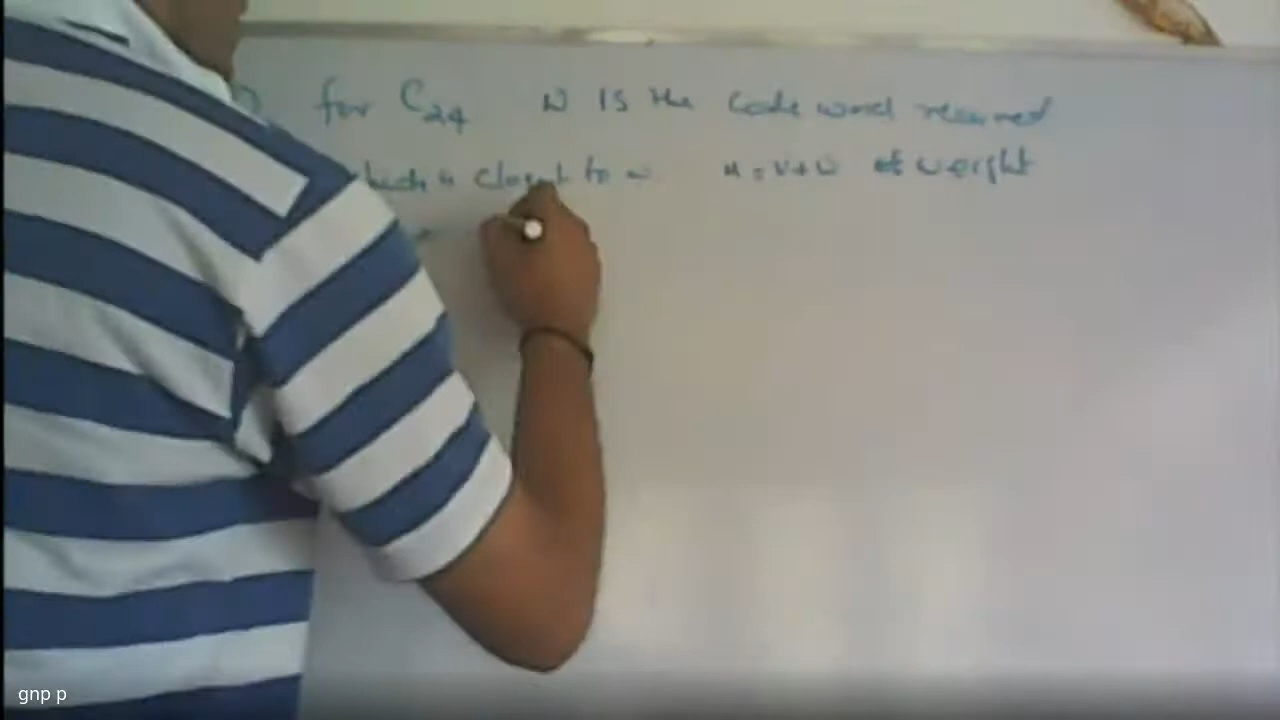 for C24 w is the code word received
which is closest to w u = v + w of weight
gnp p